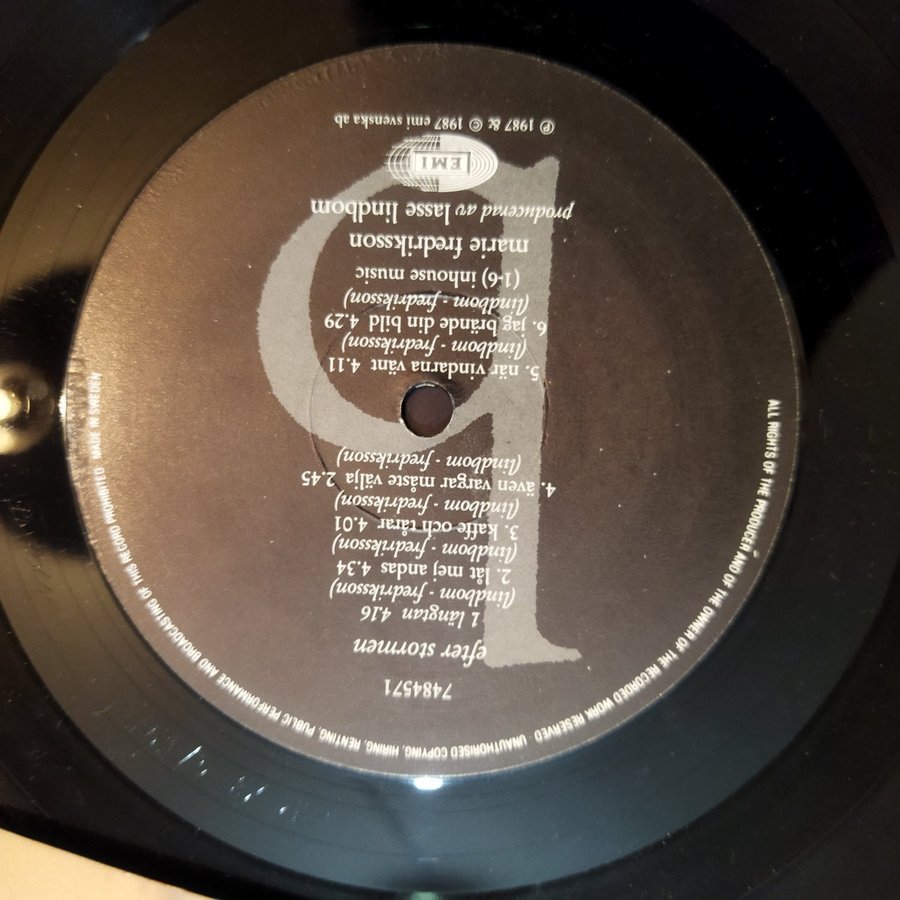 7484571
efter stormen
1 längtan 4.16
(lindbom - fredriksson)
2. låt mej andas 4.34
(lindbom - fredriksson)
3. kaffe och tårar 4.01
(lindbom - fredriksson)
4. även vargar måste välja 2.45
(lindbom - fredriksson)
5. när vindarna vänt 4.11
(lindbom - fredriksson)
6. jag brände din bild 4.29
(lindbom - fredriksson)
(1-6) inhouse music
marie fredriksson
producerad av lasse lindbom
EMI
℗ 1987 & © 1987 emi svenska ab
b
ALL RIGHTS OF THE PRODUCER AND OF THE OWNER OF THE RECORDED WORK RESERVED UNAUTHORISED COPYING, HIRING, RENTING, PUBLIC PERFORMANCE AND BROADCASTING OF THIS RECORD PROHIBITED MADE IN SWEDEN